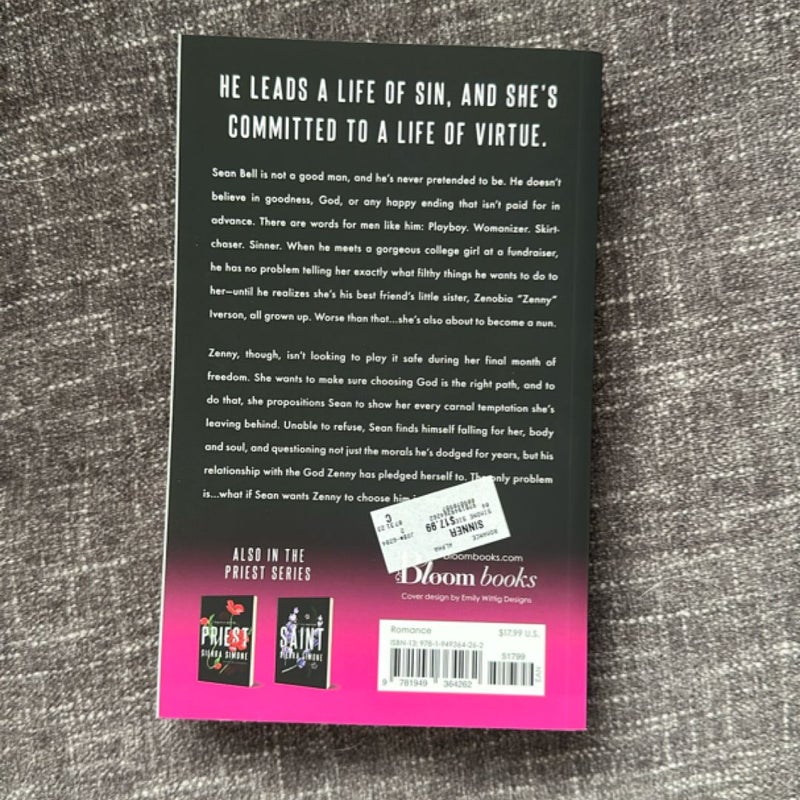 HE LEADS A LIFE OF SIN, AND SHE'S
COMMITTED TO A LIFE OF VIRTUE.
Sean Bell is not a good man, and he's never pretended to be. He doesn't
believe in goodness, God, or any happy ending that isn't paid for in
advance. There are words for men like him: Playboy. Womanizer. Skirt-
chaser. Sinner. When he meets a gorgeous college girl at a fundraiser,
he has no problem telling her exactly what filthy things he wants to do to
her—until he realizes she's his best friend's little sister, Zenobia "Zenny"
Iverson, all grown up. Worse than that...she's also about to become a nun.
Zenny, though, isn't looking to play it safe during her final month of
freedom. She wants to make sure choosing God is the right path, and to
do that, she propositions Sean to show her every carnal temptation she's
leaving behind. Unable to refuse, Sean finds himself falling for her, body
and soul, and questioning not just the morals he's dodged for years, but his
relationship with the God Zenny has pledged herself to. The only problem
is...what if Sean wants Zenny to choose him
SINNER
$17.99
ROMANCE
ALPHA
C
ALSO IN THE
PRIEST SERIES
PRIEST
SIERRA SIMONE
SAINT
SIERRA SIMONE
bloombooks.com
Bloom books
Cover design by Emily Wittig Designs
Romance
$17.99 U.S.
ISBN-13: 978-1-949364-26-2
51799
9 781949 364262
EAN